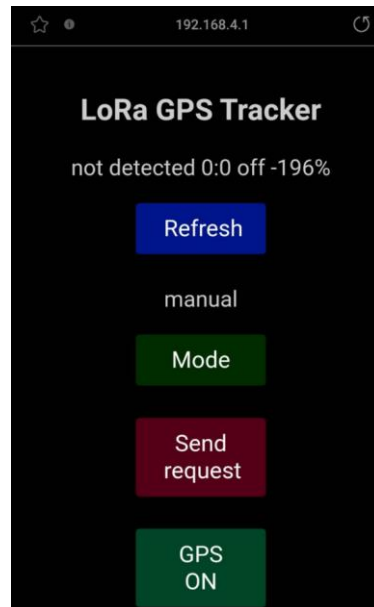 192.168.4.1
LoRa GPS Tracker
not detected 0:0 off -196%
Refresh
manual
Mode
Send
request
GPS
ON